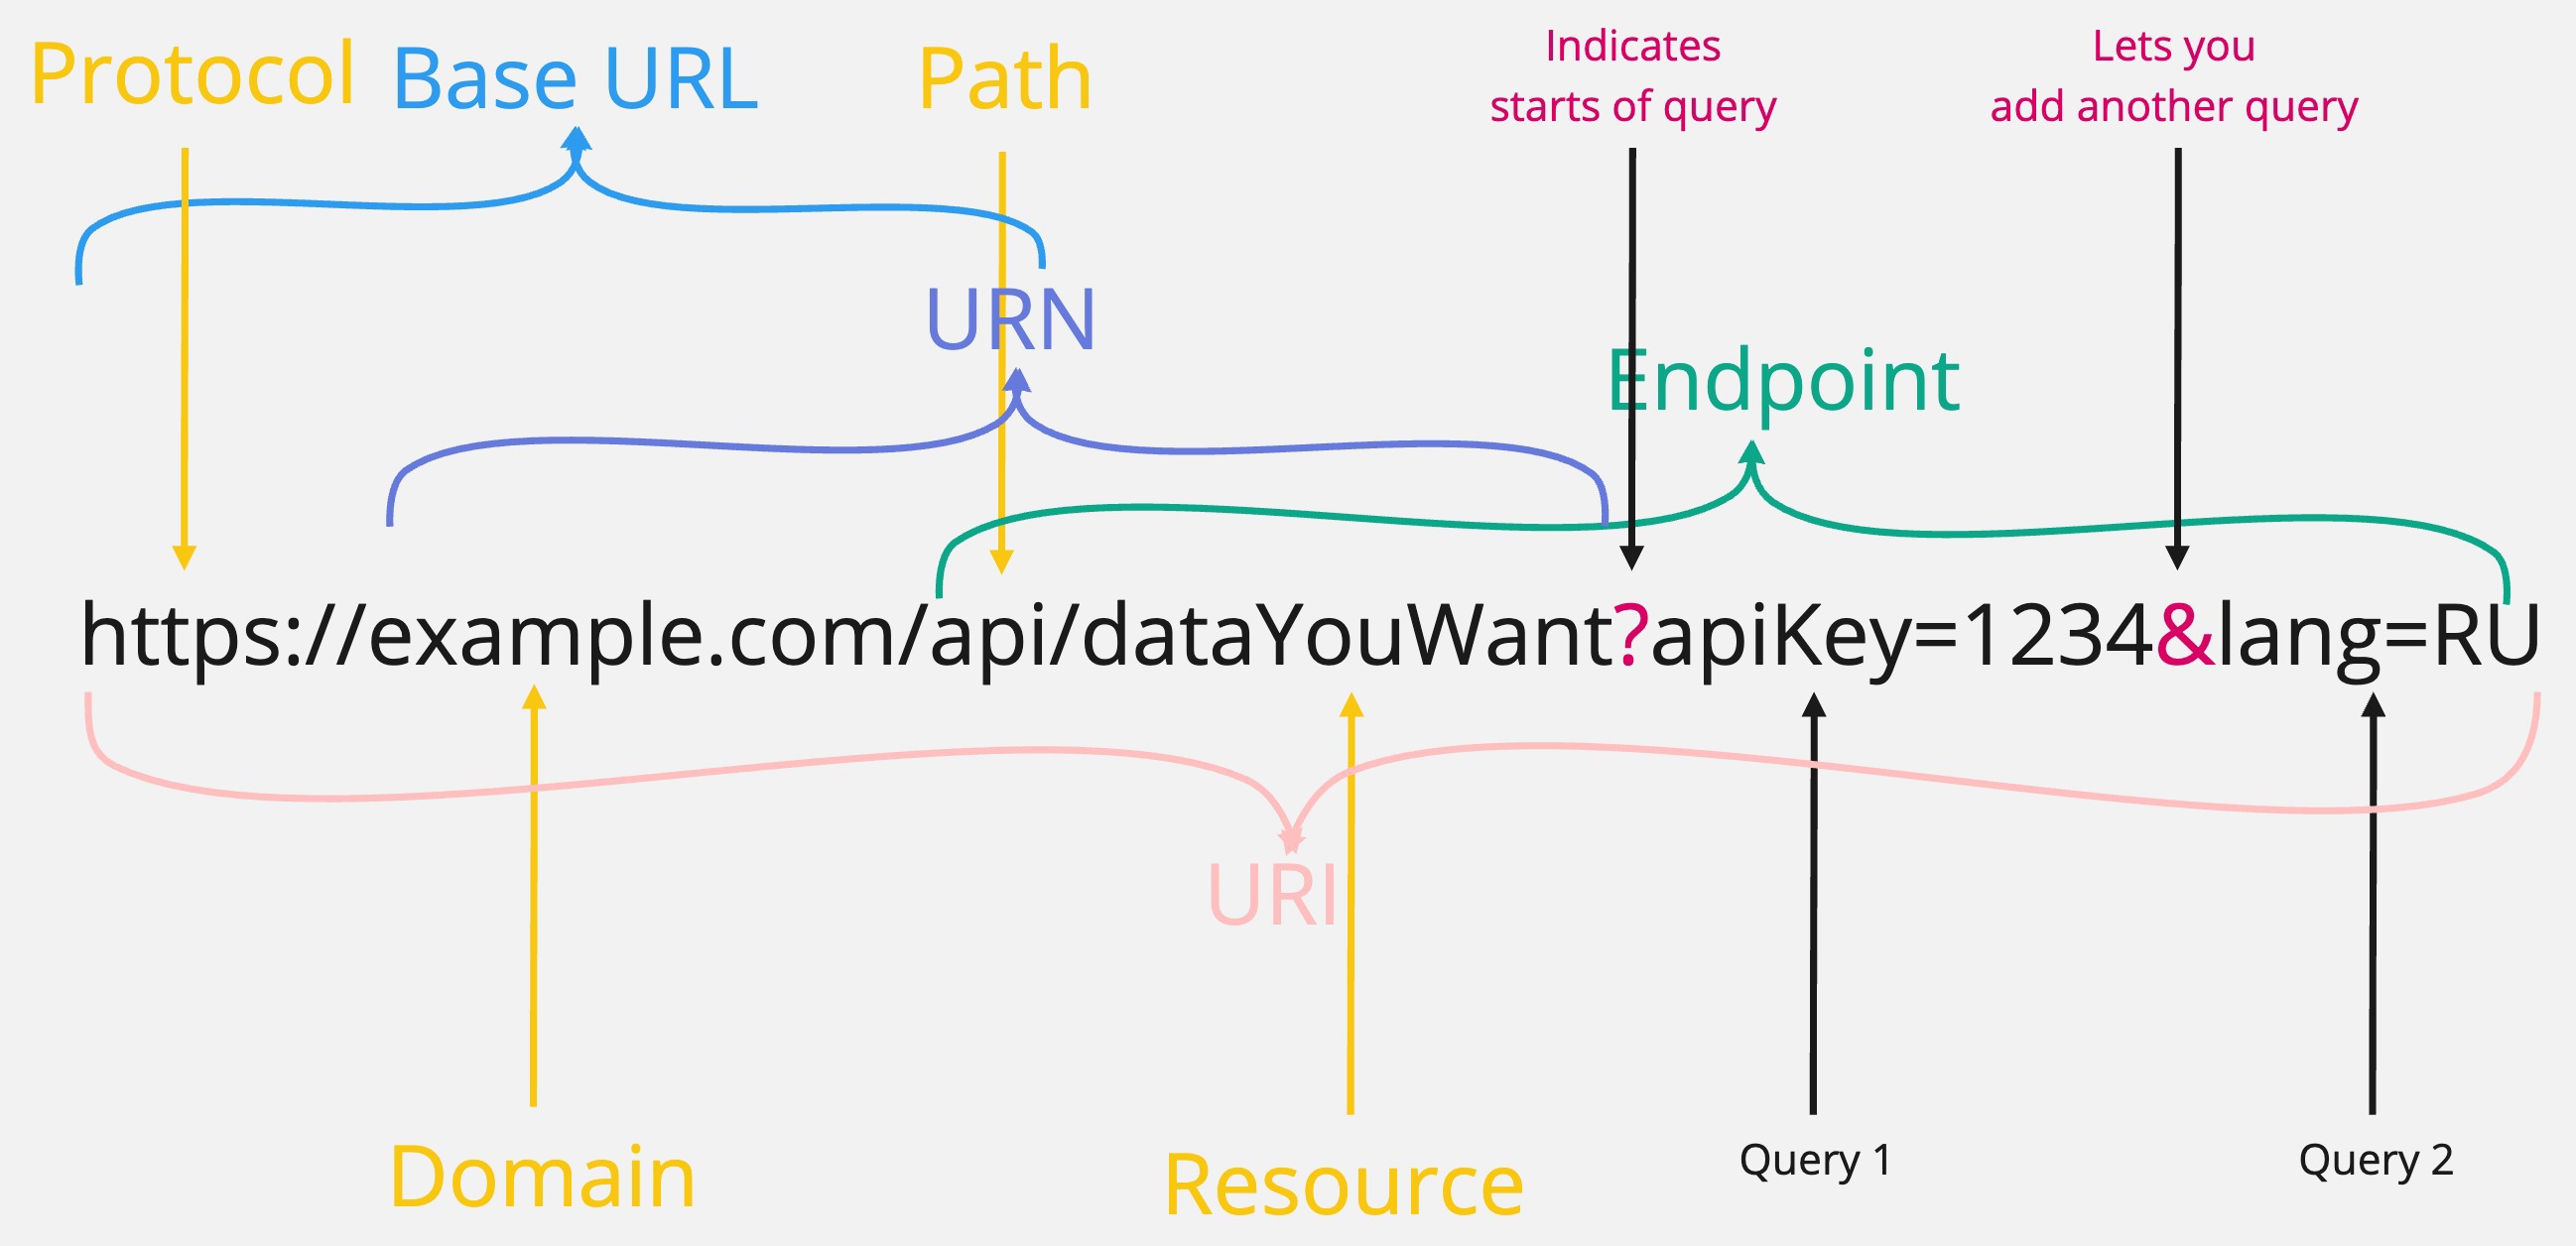 Protocol
Base URL
Path
Indicates
starts of query
Lets you
add another query
URN
Endpoint
https://example.com/api/dataYouWant?apiKey=1234&lang=RU
URI
Domain
Resource
Query 1
Query 2